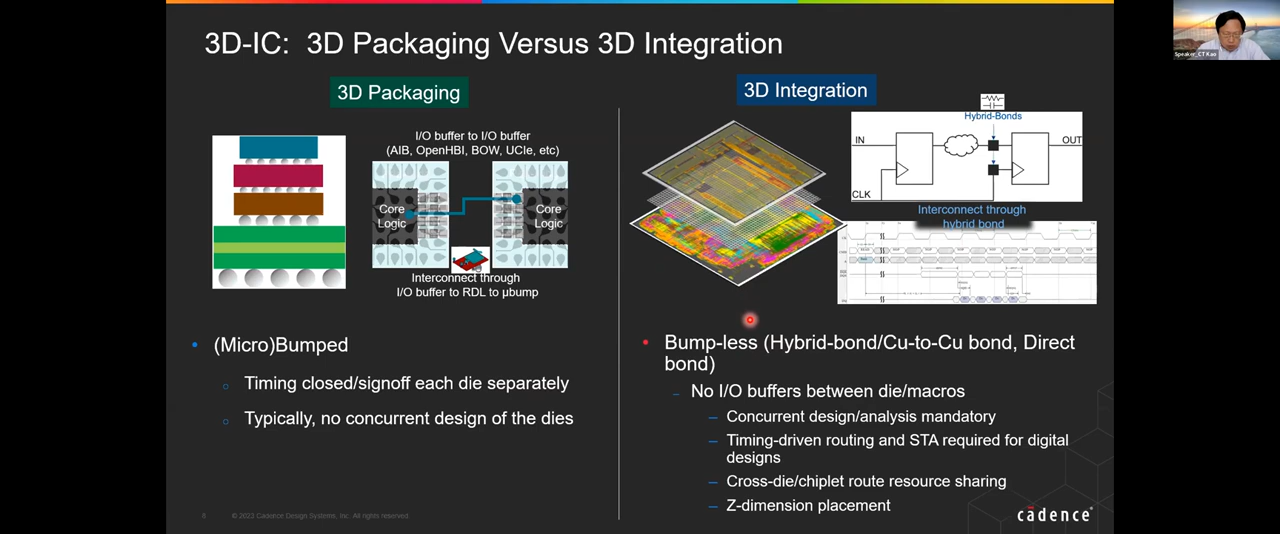 3D-IC: 3D Packaging Versus 3D Integration
Speaker_CT Kao
3D Packaging
I/O buffer to I/O buffer
(AIB, OpenHBI, BOW, UCIe, etc)
Core
Logic
Core
Logic
Interconnect through
I/O buffer to RDL to µbump
(Micro)Bumped
Timing closed/signoff each die separately
Typically, no concurrent design of the dies
3D Integration
Hybrid-Bonds
IN
OUT
CLK
Interconnect through
hybrid bond
Bump-less (Hybrid-bond/Cu-to-Cu bond, Direct
bond)
No I/O buffers between die/macros
Concurrent design/analysis mandatory
Timing-driven routing and STA required for digital
designs
Cross-die/chiplet route resource sharing
Z-dimension placement
8 © 2023 Cadence Design Systems, Inc. All rights reserved.
cādence